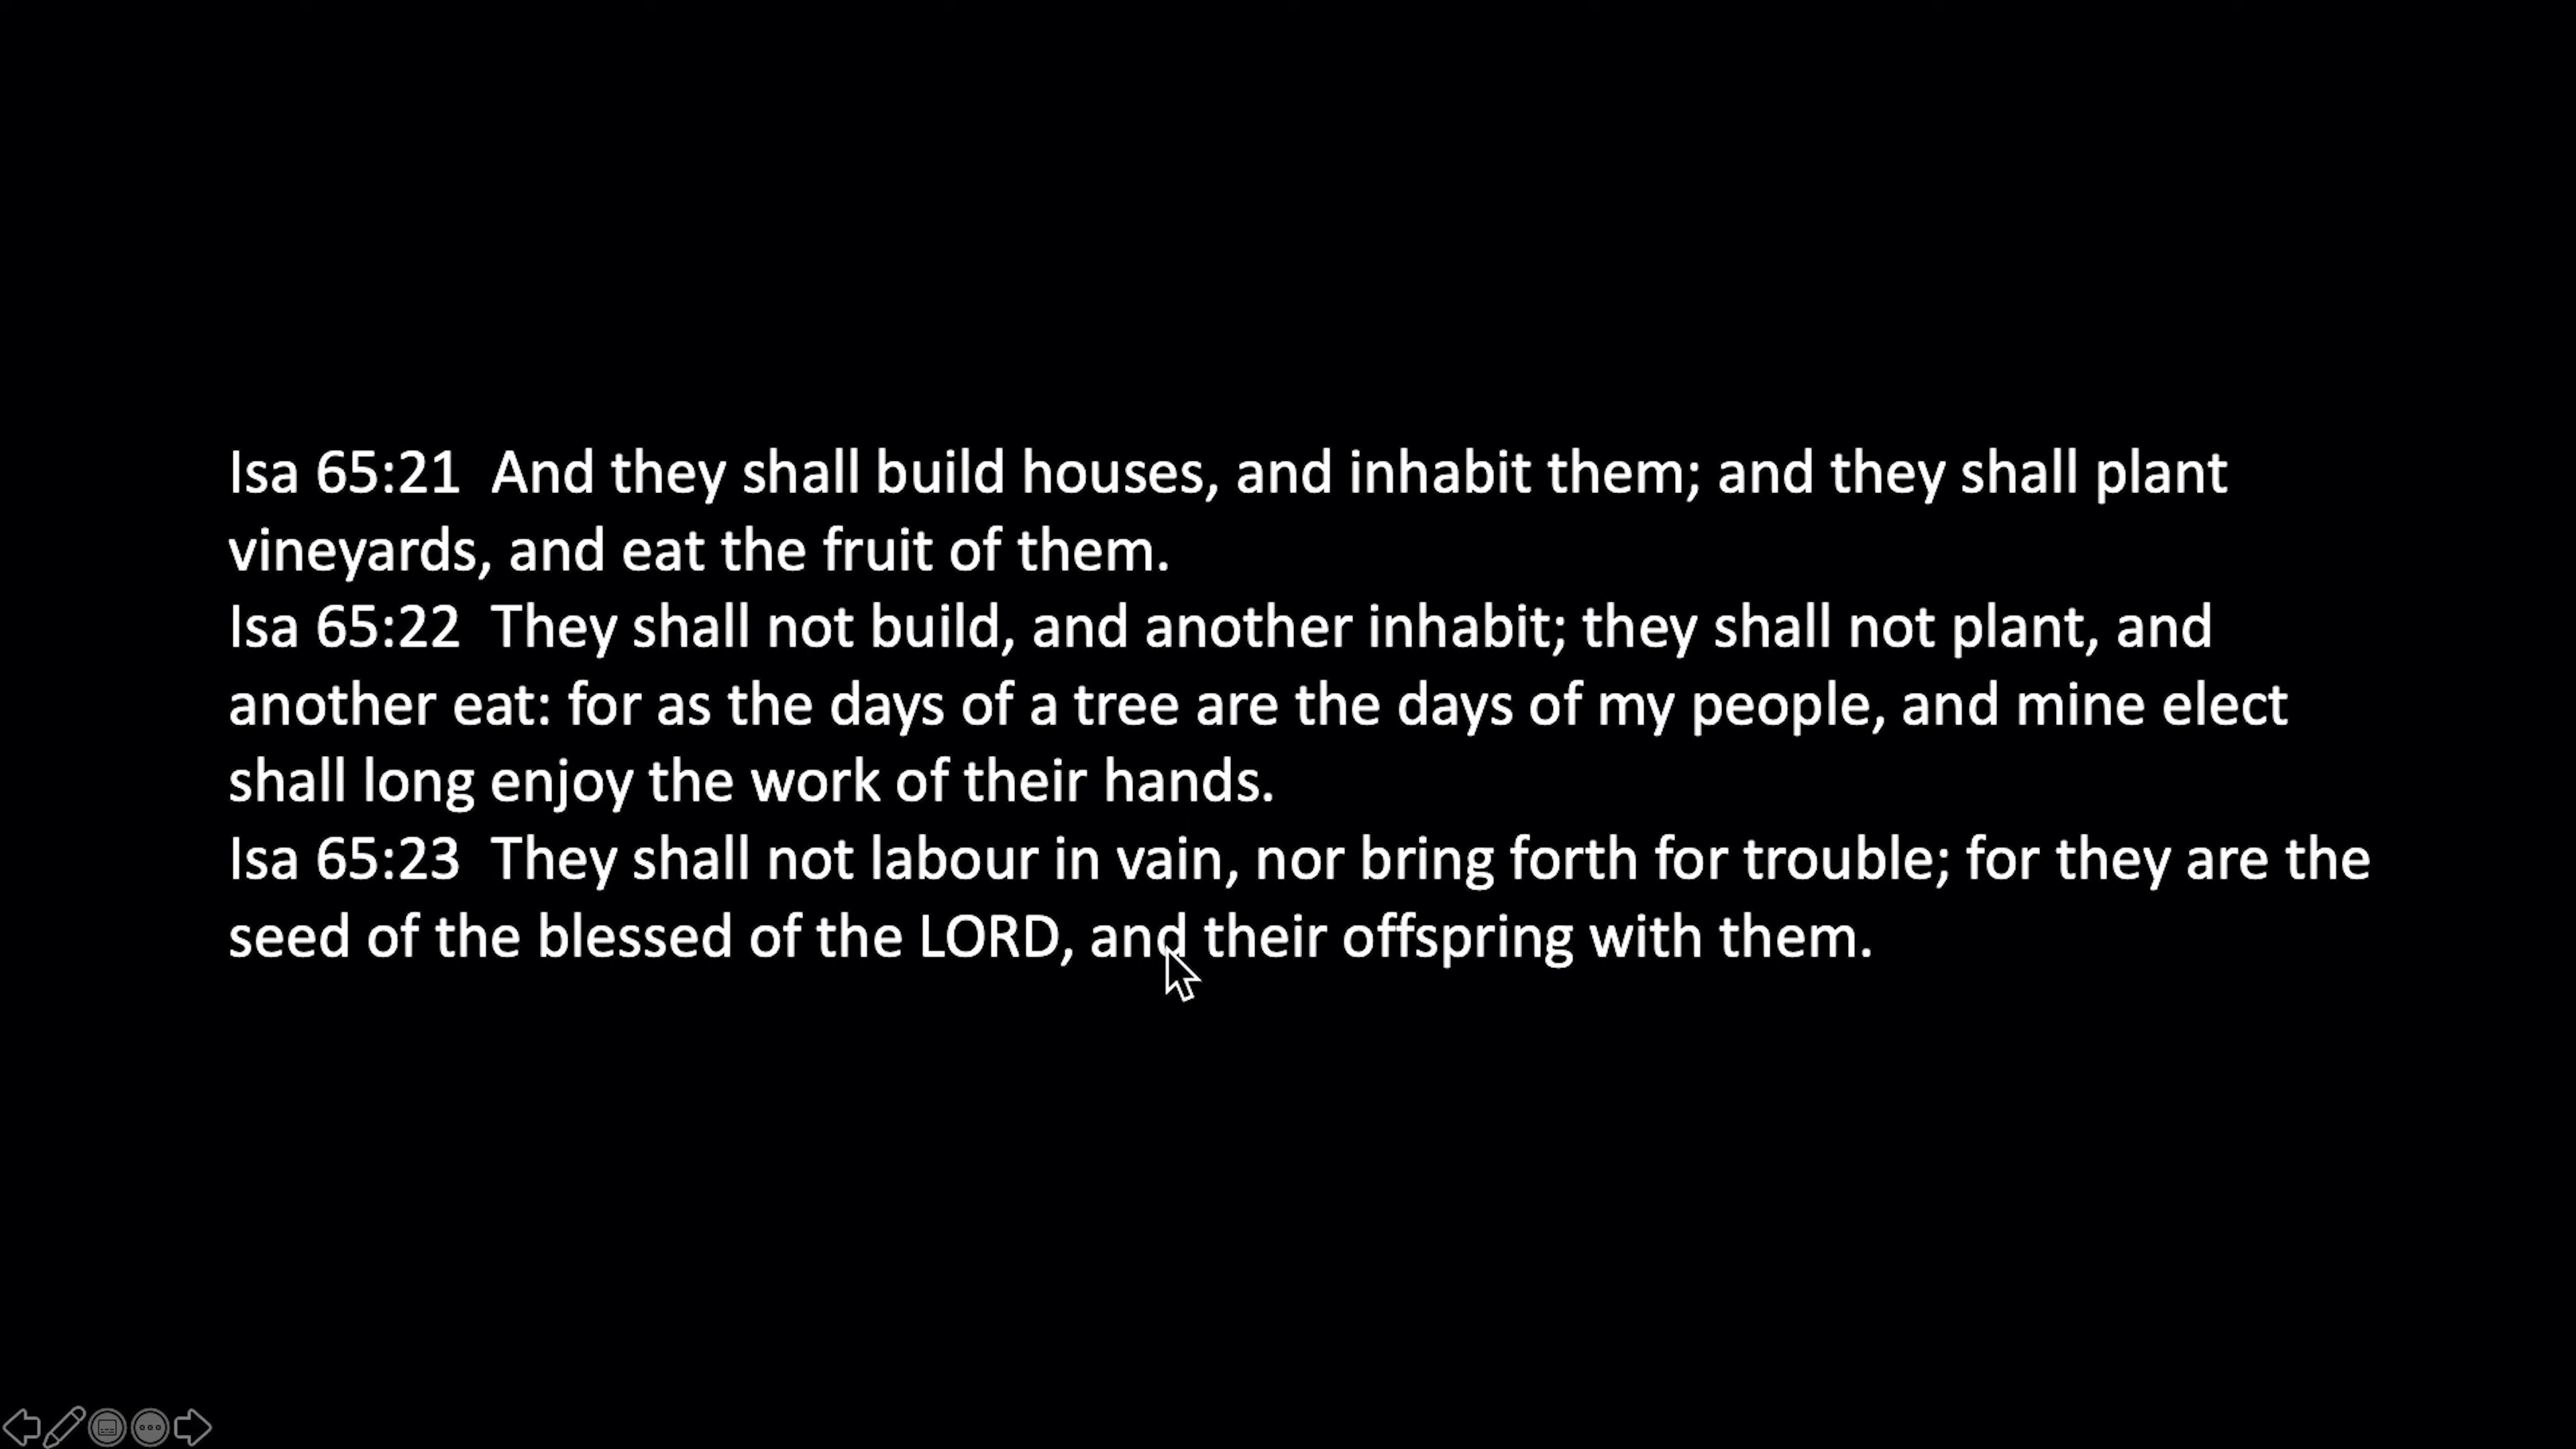 Isa 65:21  And they shall build houses, and inhabit them; and they shall plant
vineyards, and eat the fruit of them.
Isa 65:22  They shall not build, and another inhabit; they shall not plant, and
another eat: for as the days of a tree are the days of my people, and mine elect
shall long enjoy the work of their hands.
Isa 65:23  They shall not labour in vain, nor bring forth for trouble; for they are the
seed of the blessed of the LORD, and their offspring with them.